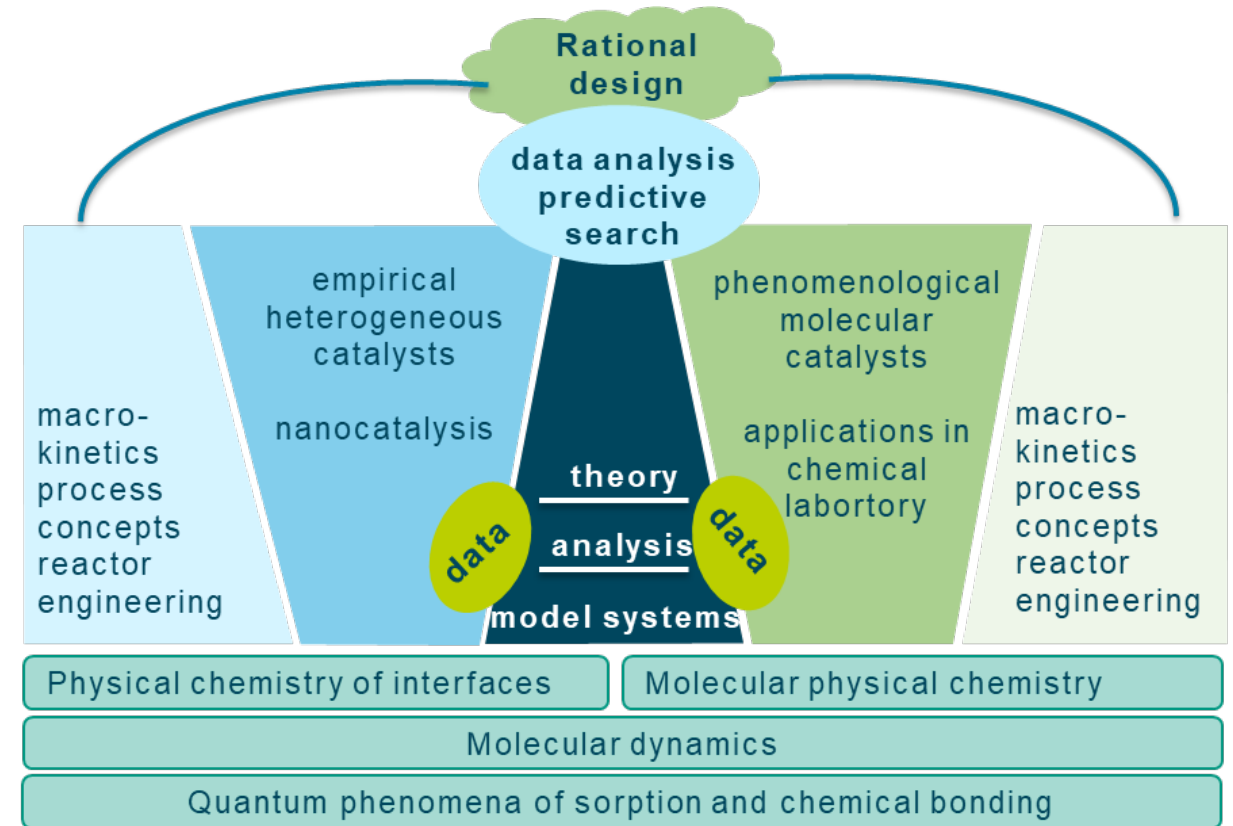 Rational
design
data analysis
predictive
search
macro-
kinetics
process
concepts
reactor
engineering
empirical
heterogeneous
catalysts
nanocatalysis
data
theory
analysis
model systems
data
phenomenological
molecular
catalysts
applications in
chemical
labortory
macro-
kinetics
process
concepts
reactor
engineering
Physical chemistry of interfaces
Molecular physical chemistry
Molecular dynamics
Quantum phenomena of sorption and chemical bonding